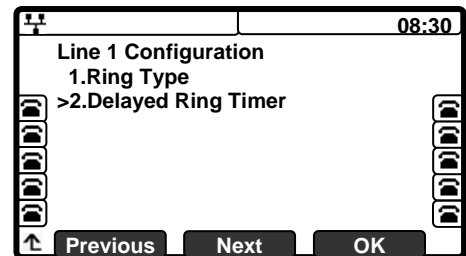 08:30
Line 1 Configuration
1.Ring Type
>2.Delayed Ring Timer
Previous Next OK